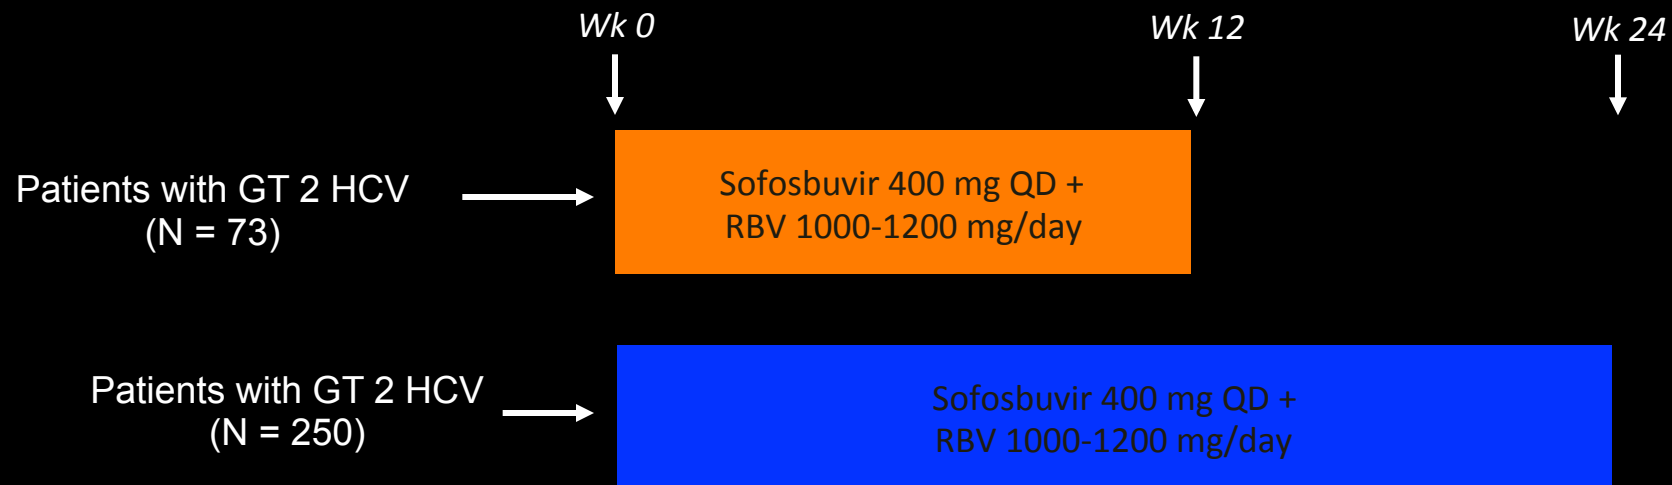 Wk 0
Wk 12
Wk 24
Patients with GT 2 HCV
(N = 73)
Sofosbuvir 400 mg QD +
RBV 1000-1200 mg/day
Patients with GT 2 HCV
(N = 250)
Sofosbuvir 400 mg QD +
RBV 1000-1200 mg/day